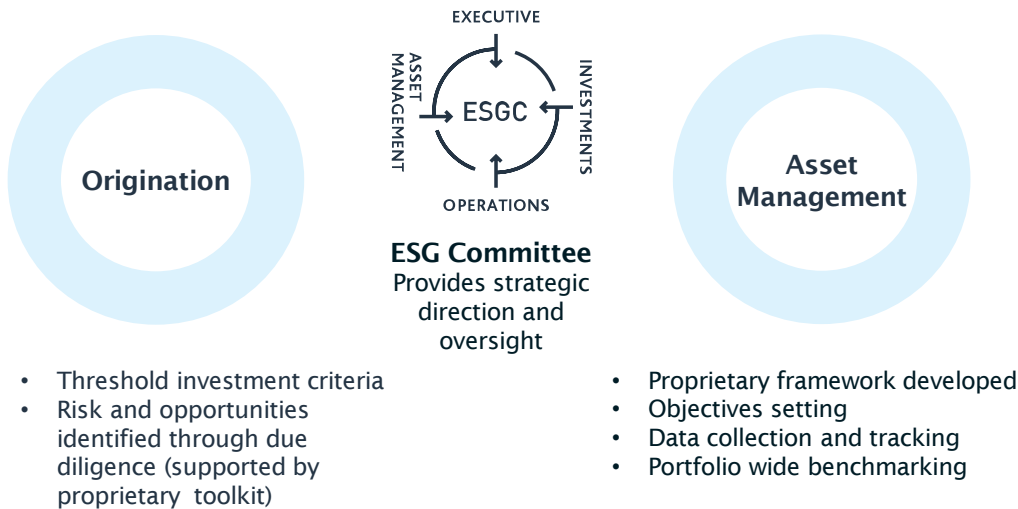 EXECUTIVE
ASSET
MANAGEMENT
ESGC
INVESTMENTS
OPERATIONS
Origination
Asset
Management
ESG Committee
Provides strategic
direction and
oversight
• Threshold investment criteria
• Risk and opportunities
identified through due
diligence (supported by
proprietary toolkit)
• Proprietary framework developed
• Objectives setting
• Data collection and tracking
• Portfolio wide benchmarking